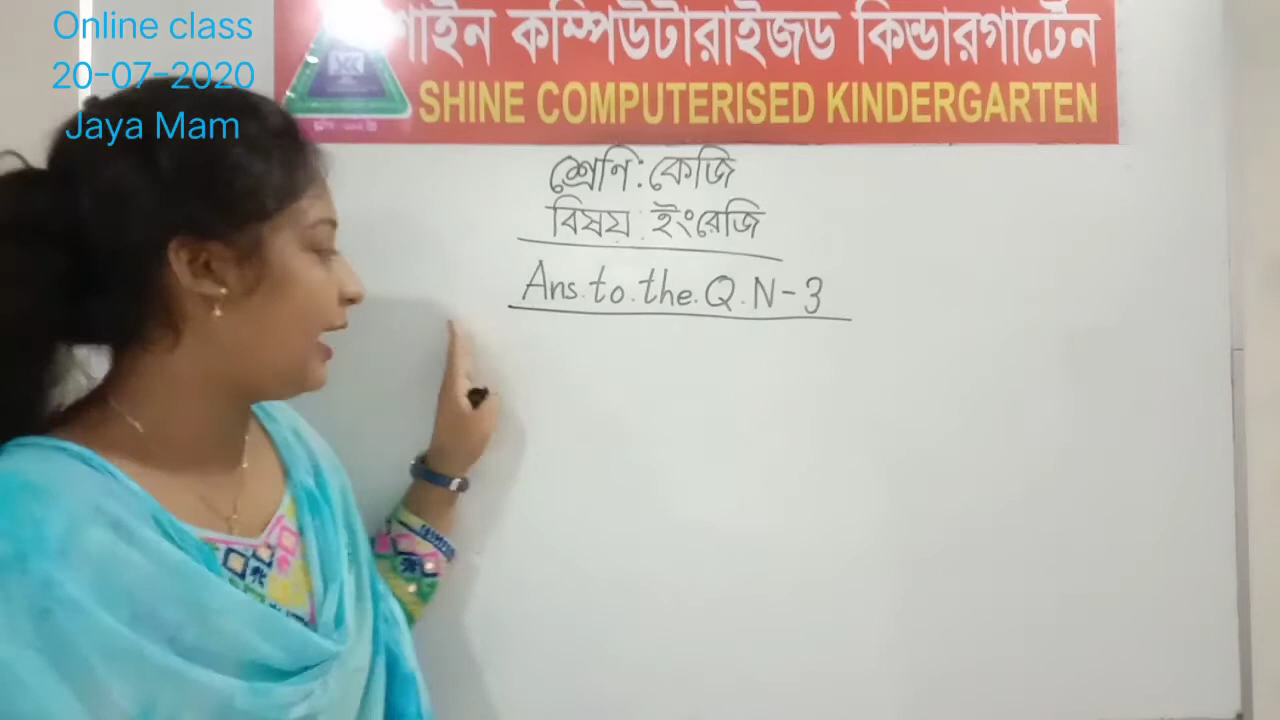 Online class
20-07-2020
Jaya Mam
শাইন কম্পিউটারাইজড কিন্ডারগার্টেন
SHINE COMPUTERISED KINDERGARTEN
শ্রেণি: কেজি
বিষয়: ইংরেজি
Ans. to. the. Q. N - 3